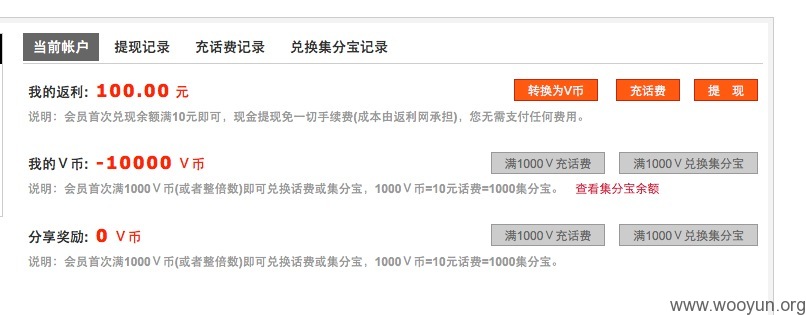 当前帐户 提现记录 充话费记录 兑换集分宝记录
我的返利: 100.00 元 转换为V币 充话费 提 现
说明：会员首次兑现余额满10元即可，现金提现免一切手续费(成本由返利网承担)，您无需支付任何费用。
我的V币: -10000 V币 满1000V充话费 满1000V兑换集分宝
说明：会员首次满1000V币(或者整倍数)即可兑换话费或集分宝，1000V币=10元话费=1000集分宝。 查看集分宝余额
分享奖励: 0 V币 满1000V充话费 满1000V兑换集分宝
说明：会员首次满1000V币(或者整倍数)即可兑换话费或集分宝，1000V币=10元话费=1000集分宝。
www.wooyun.org